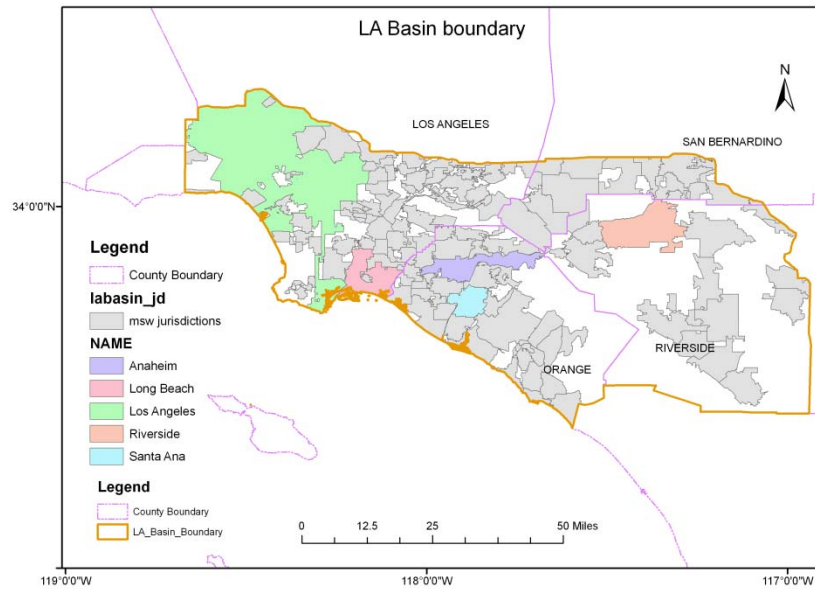 LA Basin boundary
N
LOS ANGELES
SAN BERNARDINO
34°0'0"N
Legend
County Boundary
labasin_jd
msw jurisdictions
NAME
Anaheim
Long Beach
Los Angeles
Riverside
Santa Ana
ORANGE
RIVERSIDE
Legend
County Boundary
LA_Basin_Boundary
0 12.5 25 50 Miles
119°0'0"W 118°0'0"W 117°0'0"W